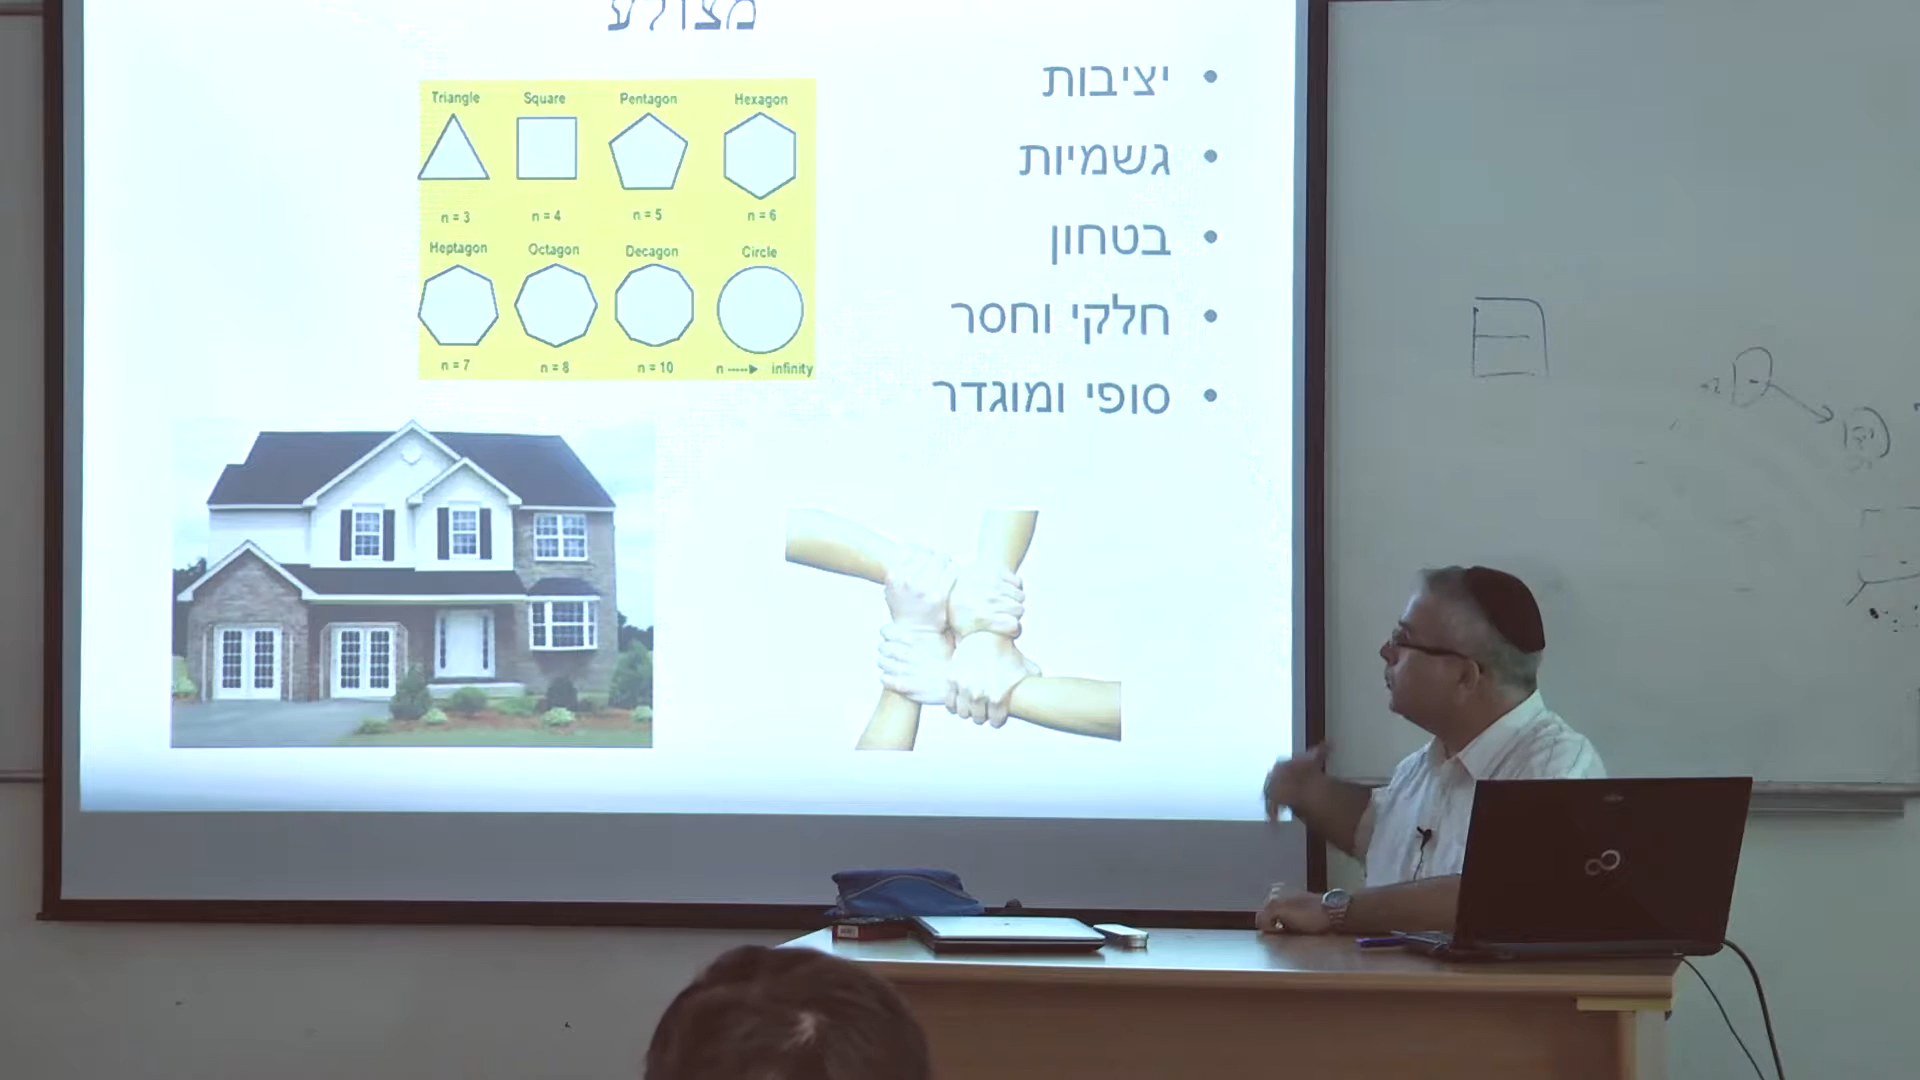 מצולע
יציבות
גשמיות
בטחון
חלקי וחסר
סופי ומוגדר
Triangle Square Pentagon Hexagon
n = 3 n = 4 n = 5 n = 6
Heptagon Octagon Decagon Circle
n = 7 n = 8 n = 10 n ----► infinity